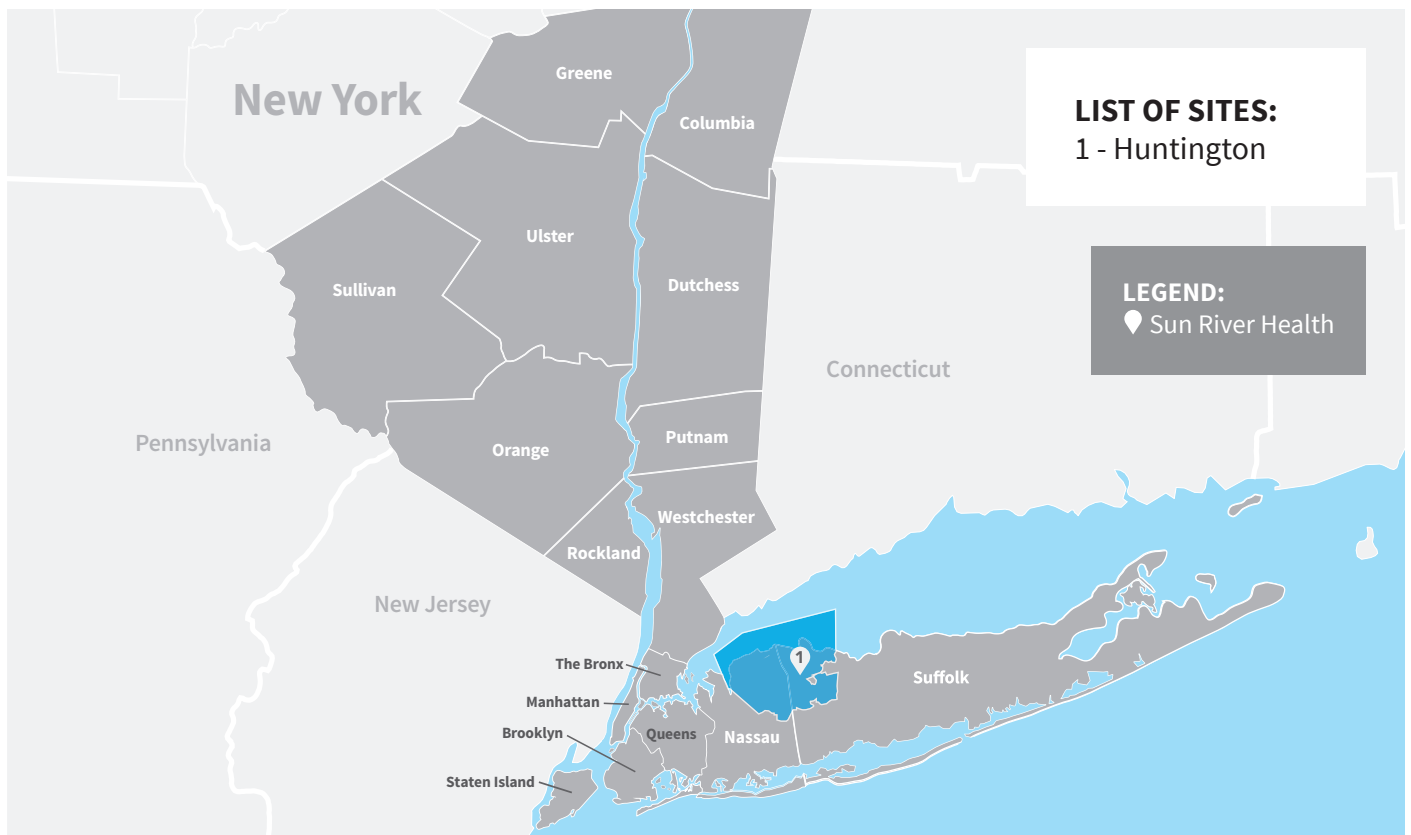 New York
Greene
Columbia
LIST OF SITES:
1 - Huntington
Ulster
Sullivan
Dutchess
LEGEND:
Sun River Health
Connecticut
Pennsylvania
Orange
Putnam
Westchester
Rockland
New Jersey
The Bronx
1
Suffolk
Manhattan
Brooklyn
Queens
Nassau
Staten Island